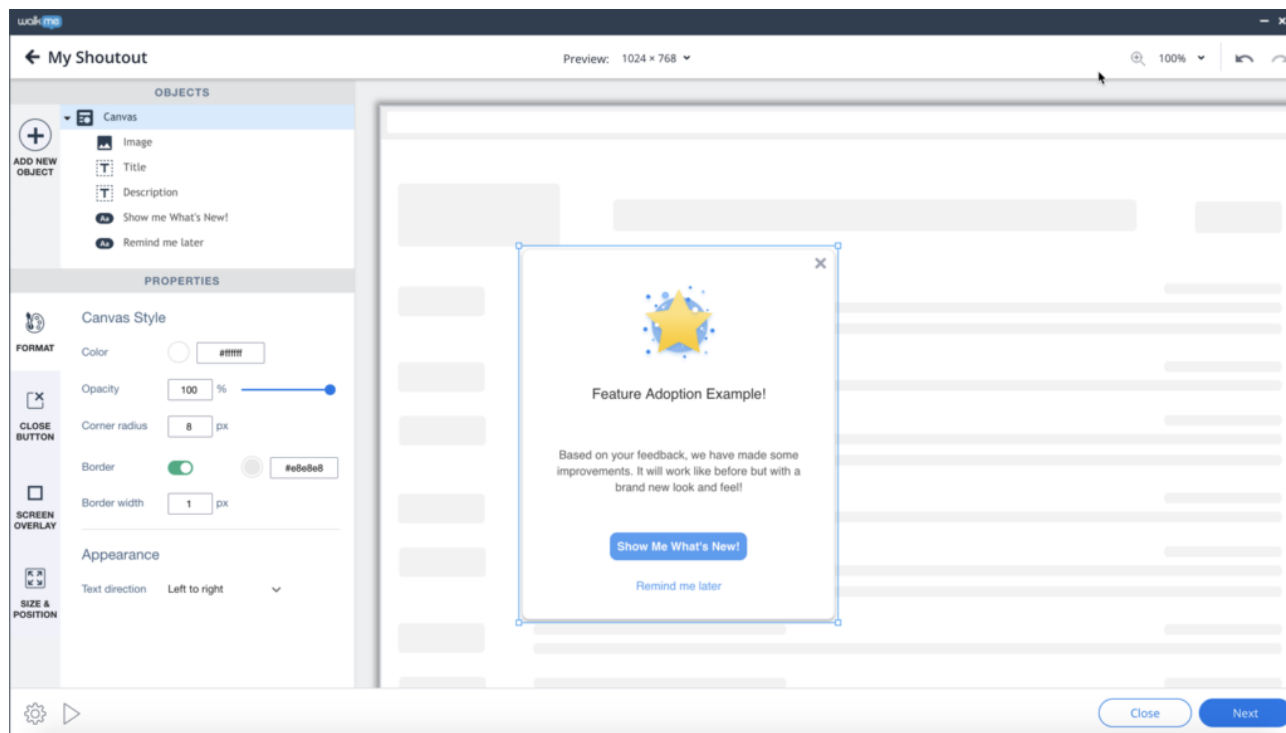 walkme
My Shoutout
Preview: 1024 × 768
100%
OBJECTS
ADD NEW
OBJECT
Canvas
Image
Title
Description
Show me What's New!
Remind me later
PROPERTIES
FORMAT
CLOSE
BUTTON
SCREEN
OVERLAY
SIZE &
POSITION
Canvas Style
Color #ffffff
Opacity 100 %
Corner radius 8 px
Border #e8e8e8
Border width 1 px
Appearance
Text direction Left to right
Feature Adoption Example!
Based on your feedback, we have made some
improvements. It will work like before but with a
brand new look and feel!
Show Me What's New!
Remind me later
Close
Next